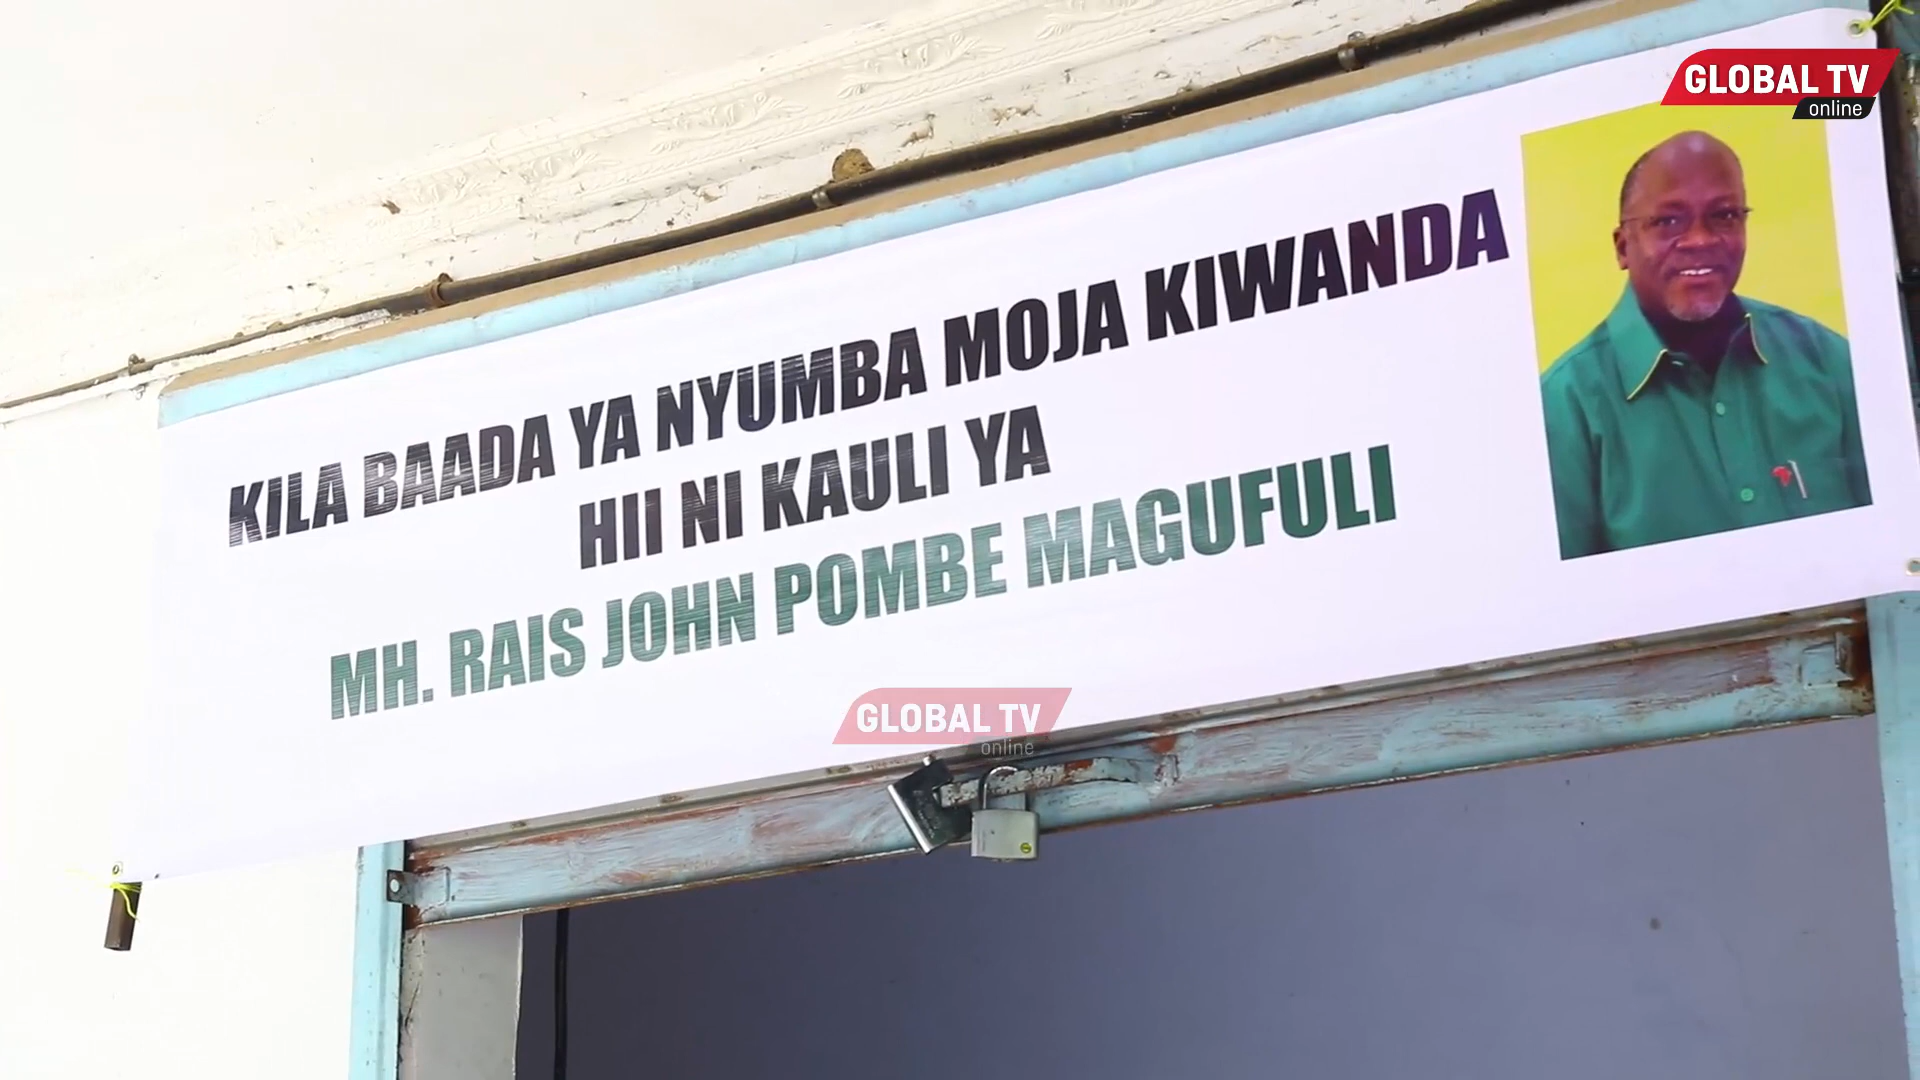 GLOBAL TV
online
KILA BAADA YA NYUMBA MOJA KIWANDA
HII NI KAULI YA
MH. RAIS JOHN POMBE MAGUFULI
GLOBAL TV
online